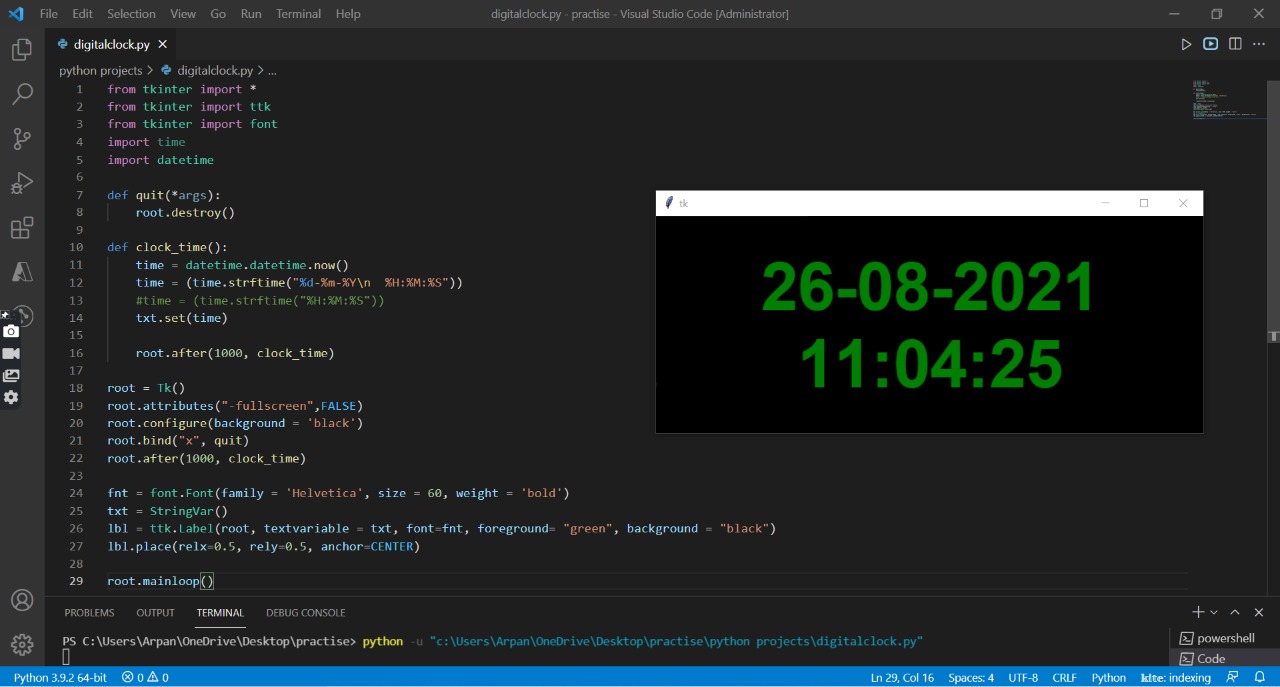 File Edit Selection View Go Run Terminal Help digitalclock.py - practise - Visual Studio Code [Administrator]
digitalclock.py
python projects > digitalclock.py > ...
1 from tkinter import *
2 from tkinter import ttk
3 from tkinter import font
4 import time
5 import datetime
6
7 def quit(*args):
8     root.destroy()
9
10 def clock_time():
11     time = datetime.datetime.now()
12     time = (time.strftime("%d-%m-%Y\n  %H:%M:%S"))
13     #time = (time.strftime("%H:%M:%S"))
14     txt.set(time)
15
16     root.after(1000, clock_time)
17
18 root = Tk()
19 root.attributes("-fullscreen",FALSE)
20 root.configure(background = 'black')
21 root.bind("x", quit)
22 root.after(1000, clock_time)
23
24 fnt = font.Font(family = 'Helvetica', size = 60, weight = 'bold')
25 txt = StringVar()
26 lbl = ttk.Label(root, textvariable = txt, font=fnt, foreground= "green", background = "black")
27 lbl.place(relx=0.5, rely=0.5, anchor=CENTER)
28
29 root.mainloop()
tk
26-08-2021
11:04:25
PROBLEMS OUTPUT TERMINAL DEBUG CONSOLE
PS C:\Users\Arpan\OneDrive\Desktop\practise> python -u "c:\Users\Arpan\OneDrive\Desktop\practise\python projects\digitalclock.py"
powershell
Code
Python 3.9.2 64-bit 0 0 Ln 29, Col 16 Spaces: 4 UTF-8 CRLF Python indexing